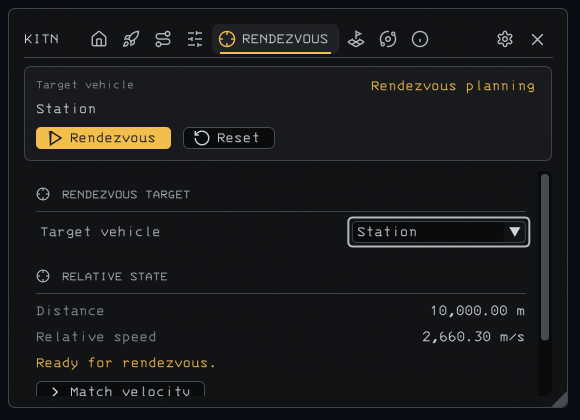 KITN RENDEZVOUS
Target vehicle
Rendezvous planning
Station
Rendezvous Reset
RENDEZVOUS TARGET
Target vehicle Station
RELATIVE STATE
Distance 10,000.00 m
Relative speed 2,660.30 m/s
Ready for rendezvous.
Match velocity